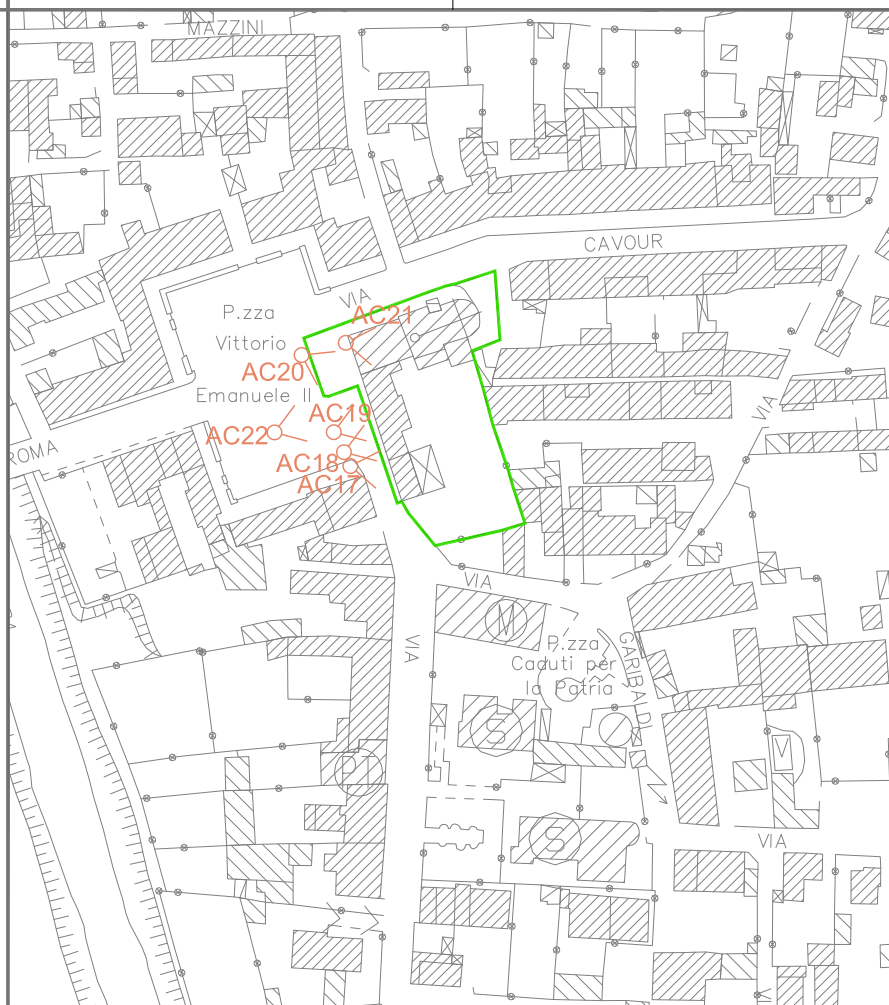 MAZZINI
CAVOUR
P.zza
VIA
Vittorio
AC21
AC20
Emanuele II
AC19
AC22
AC18
AC17
ROMA
VIA
VIA
VIA
M
P.zza
Caduti per
la Patria
GARIBALDI
S
PT
V
S
VIA